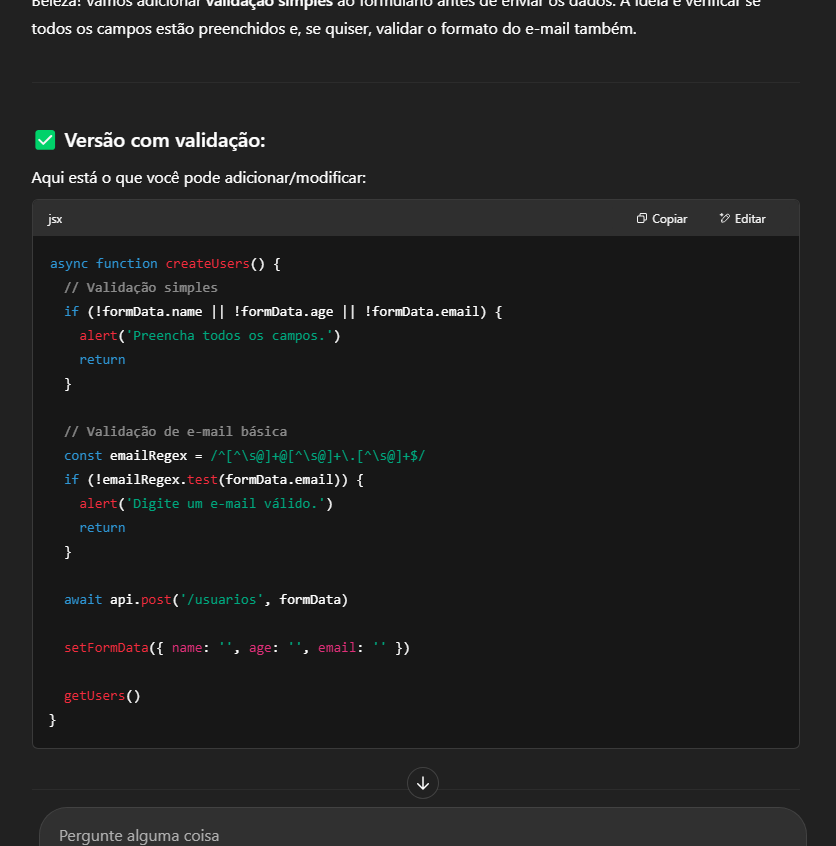 Beleza! Vamos adicionar validação simples ao formulário antes de enviar os dados. A ideia é verificar se
todos os campos estão preenchidos e, se quiser, validar o formato do e-mail também.
✅ Versão com validação:
Aqui está o que você pode adicionar/modificar:
jsx Copiar Editar
async function createUsers() {
  // Validação simples
  if (!formData.name || !formData.age || !formData.email) {
    alert('Preencha todos os campos.')
    return
  }

  // Validação de e-mail básica
  const emailRegex = /^[^\s@]+@[^\s@]+\.[^\s@]+$/
  if (!emailRegex.test(formData.email)) {
    alert('Digite um e-mail válido.')
    return
  }

  await api.post('/usuarios', formData)

  setFormData({ name: '', age: '', email: '' })

  getUsers()
}
Pergunte alguma coisa